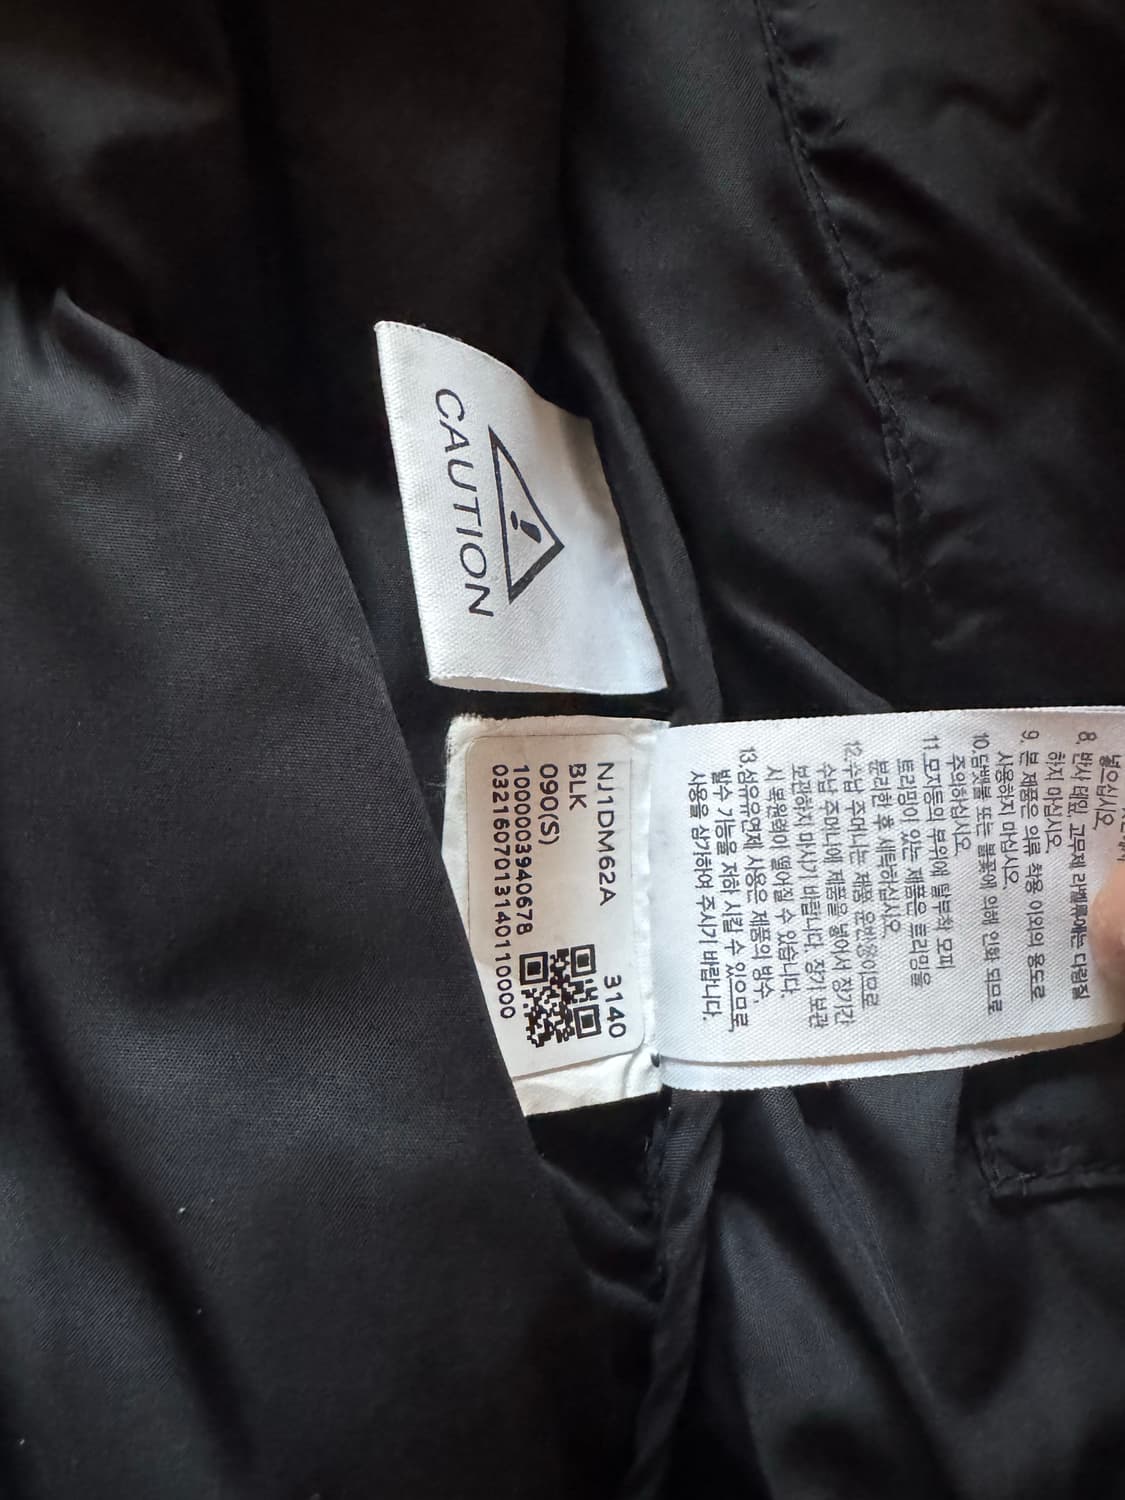 CAUTION
NJ1DM62A 3140
BLK
090(S)
1000003940678
0321607013140110000
넣으십시오.
8. 반사 테잎, 고무제 라벨류에는 다림질
하지 마십시오.
9. 본 제품은 의류 착용 이외의 용도로
사용하지 마십시오.
10. 담뱃불 또는 불꽃에 의해 인화 되므로
주의하십시오.
11. 모자등의 부위에 탈부착 모피
트리밍이 있는 제품은 트리밍을
분리한 후 세탁하십시오.
12. 수납 주머니는 제품 운반용이므로
수납 주머니에 제품을 넣어서 장기간
보관하지 마시기 바랍니다. 장기 보관
시 복원력이 떨어질 수 있습니다.
13. 섬유유연제 사용은 제품의 방수,
발수 기능을 저하 시킬 수 있으므로
사용을 삼가하여 주시기 바랍니다.